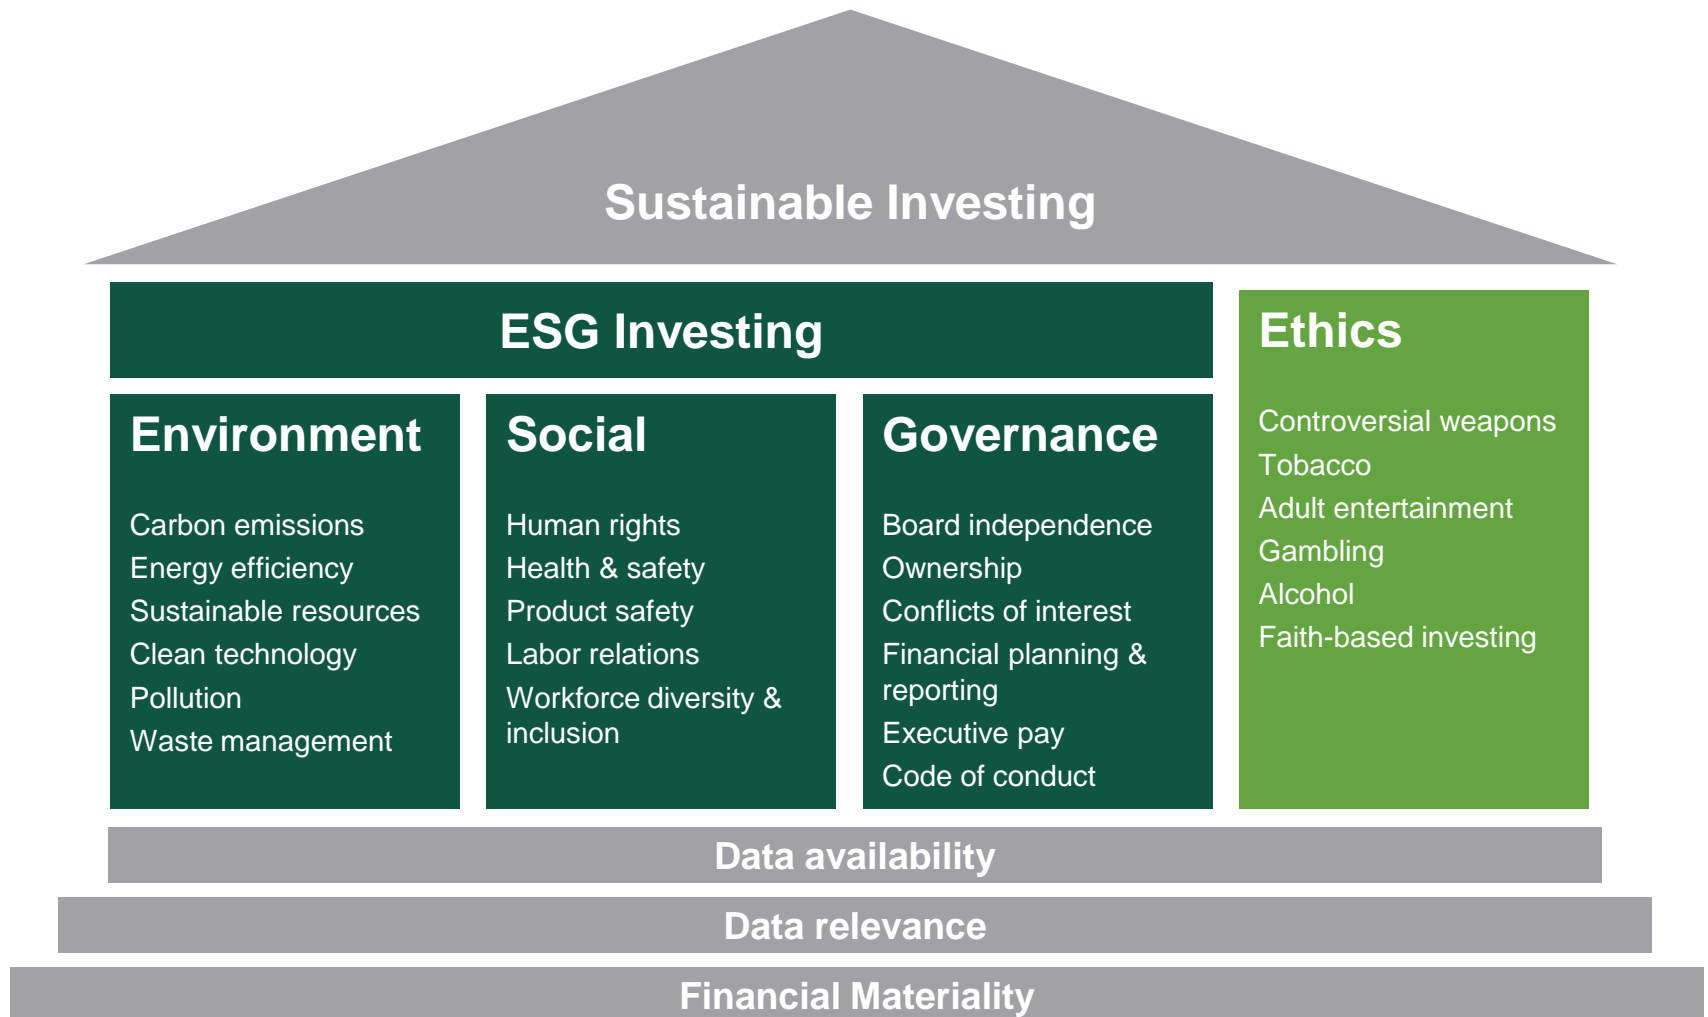 Sustainable Investing
ESG Investing
Environment
Carbon emissions
Energy efficiency
Sustainable resources
Clean technology
Pollution
Waste management
Social
Human rights
Health & safety
Product safety
Labor relations
Workforce diversity &
inclusion
Governance
Board independence
Ownership
Conflicts of interest
Financial planning &
reporting
Executive pay
Code of conduct
Ethics
Controversial weapons
Tobacco
Adult entertainment
Gambling
Alcohol
Faith-based investing
Data availability
Data relevance
Financial Materiality